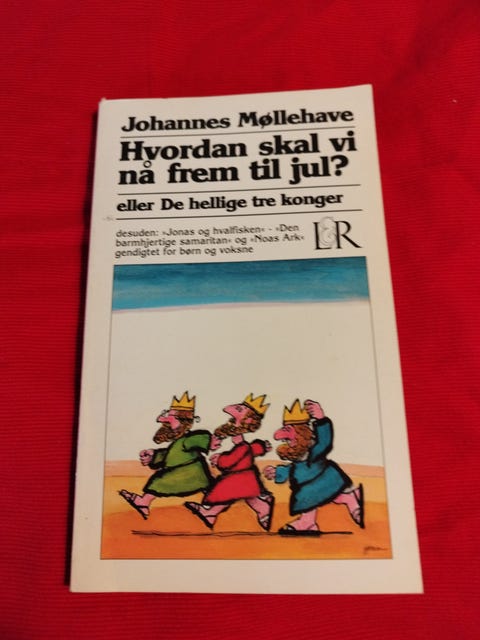 Johannes Møllehave
Hvordan skal vi
nå frem til jul?
eller De hellige tre konger
desuden: »Jonas og hvalfisken« - »Den
barmhjertige samaritan« og »Noas Ark«
gendigtet for børn og voksne
L&R